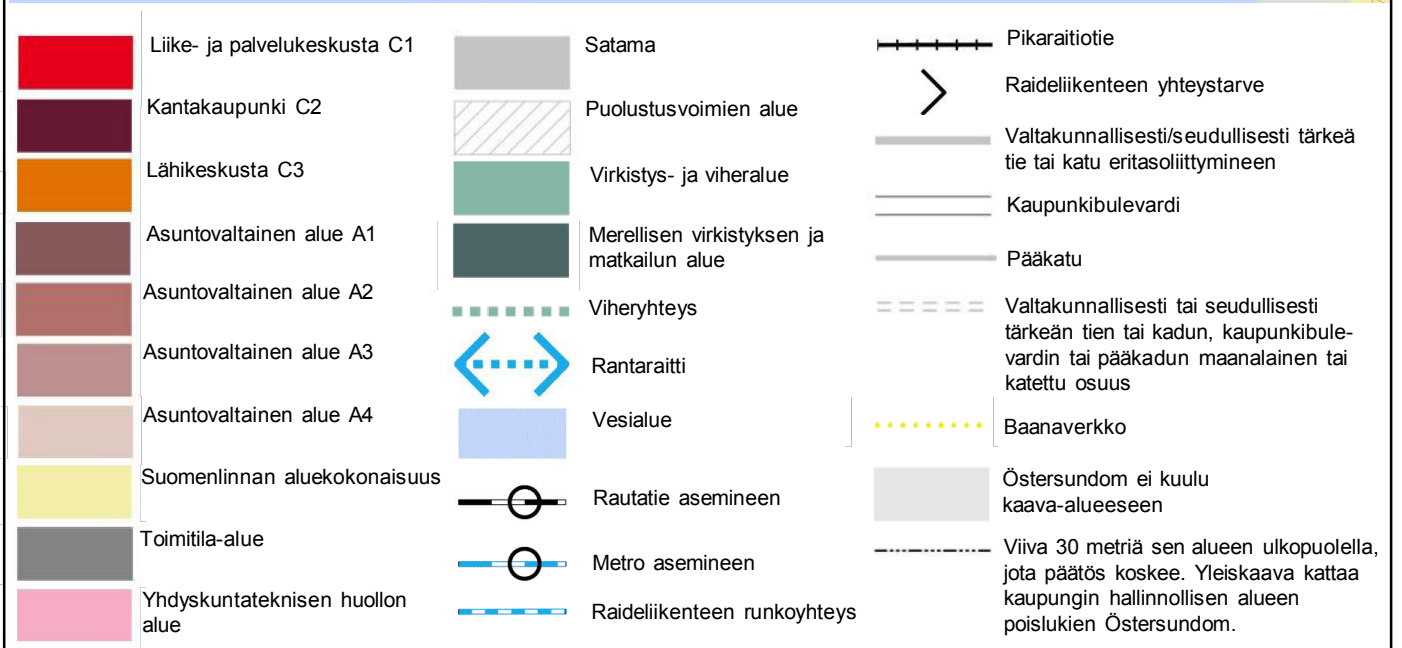 Liike- ja palvelukeskusta C1
Kantakaupunki C2
Lähikeskusta C3
Asuntovaltainen alue A1
Asuntovaltainen alue A2
Asuntovaltainen alue A3
Asuntovaltainen alue A4
Suomenlinnan aluekokonaisuus
Toimitila-alue
Yhdyskuntateknisen huollon
alue
Satama
Puolustusvoimien alue
Virkistys- ja viheralue
Merellisen virkistyksen ja
matkailun alue
Viheryhteys
Rantaraitti
Vesialue
Rautatie asemineen
Metro asemineen
Raideliikenteen runkoyhteys
Pikaraitiotie
Raideliikenteen yhteystarve
Valtakunnallisesti/seudullisesti tärkeä
tie tai katu eritasoliittymineen
Kaupunkibulevardi
Pääkatu
Valtakunnallisesti tai seudullisesti
tärkeän tien tai kadun, kaupunkibule-
vardin tai pääkadun maanalainen tai
katettu osuus
Baanaverkko
Östersundom ei kuulu
kaava-alueeseen
Viiva 30 metriä sen alueen ulkopuolella,
jota päätös koskee. Yleiskaava kattaa
kaupungin hallinnollisen alueen
poislukien Östersundom.